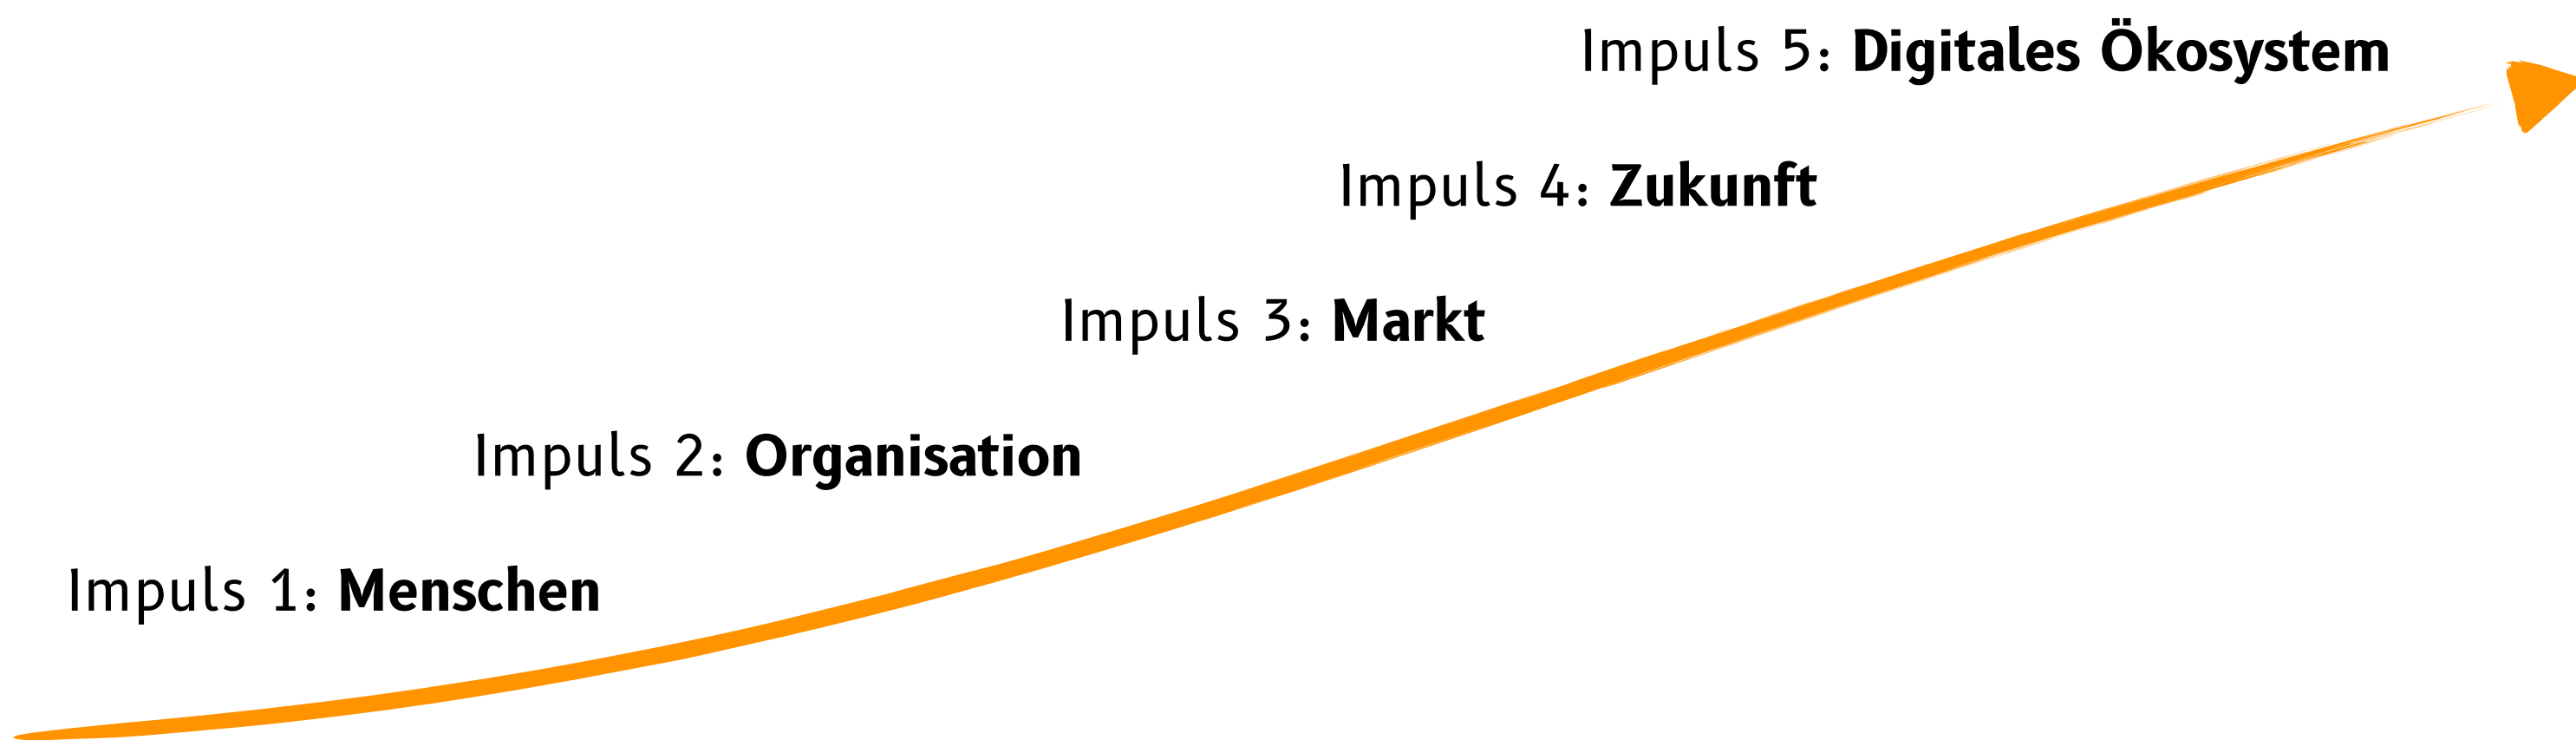 Impuls 5: Digitales Ökosystem
Impuls 4: Zukunft
Impuls 3: Markt
Impuls 2: Organisation
Impuls 1: Menschen